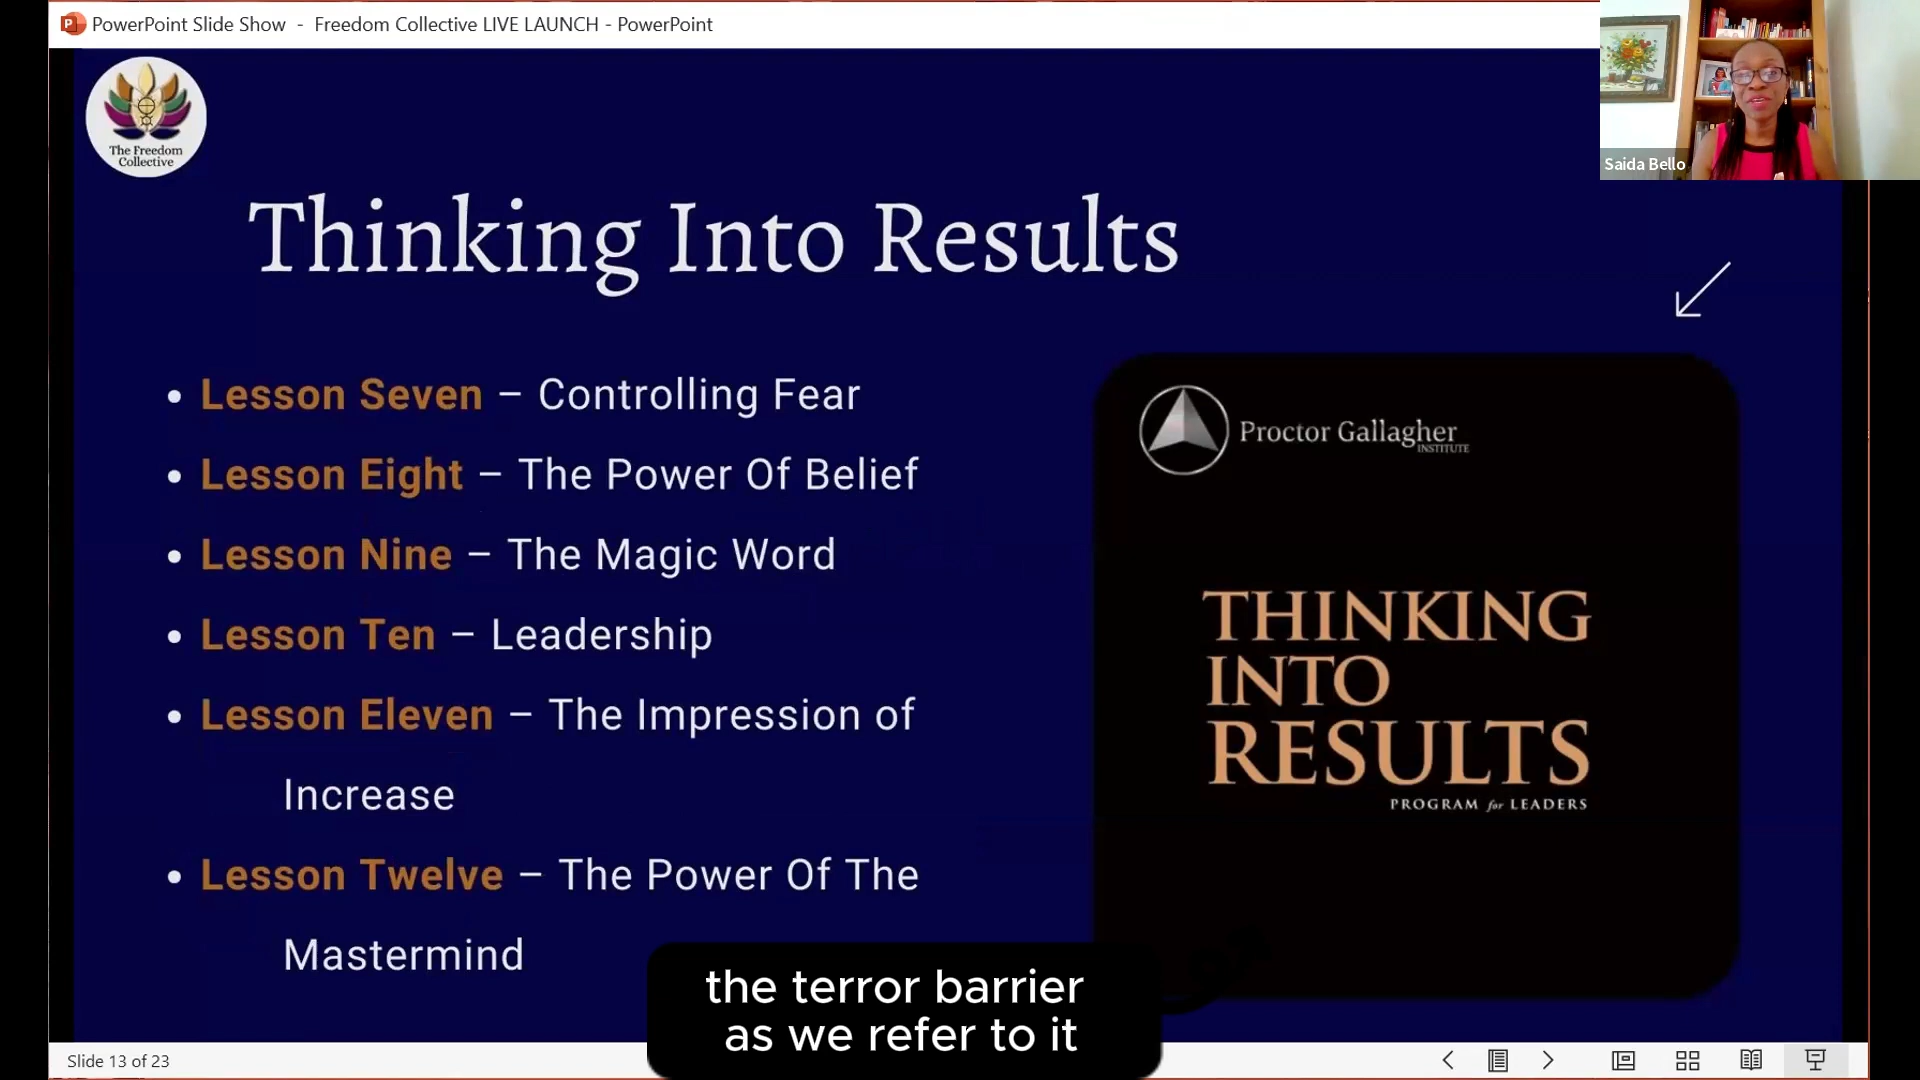 PowerPoint Slide Show - Freedom Collective LIVE LAUNCH - PowerPoint
The Freedom
Collective
Saida Bello
Thinking Into Results
• Lesson Seven – Controlling Fear
• Lesson Eight – The Power Of Belief
• Lesson Nine – The Magic Word
• Lesson Ten – Leadership
• Lesson Eleven – The Impression of
Increase
• Lesson Twelve – The Power Of The
Mastermind
Proctor Gallagher
INSTITUTE
THINKING
INTO
RESULTS
PROGRAM for LEADERS
the terror barrier
as we refer to it
Slide 13 of 23